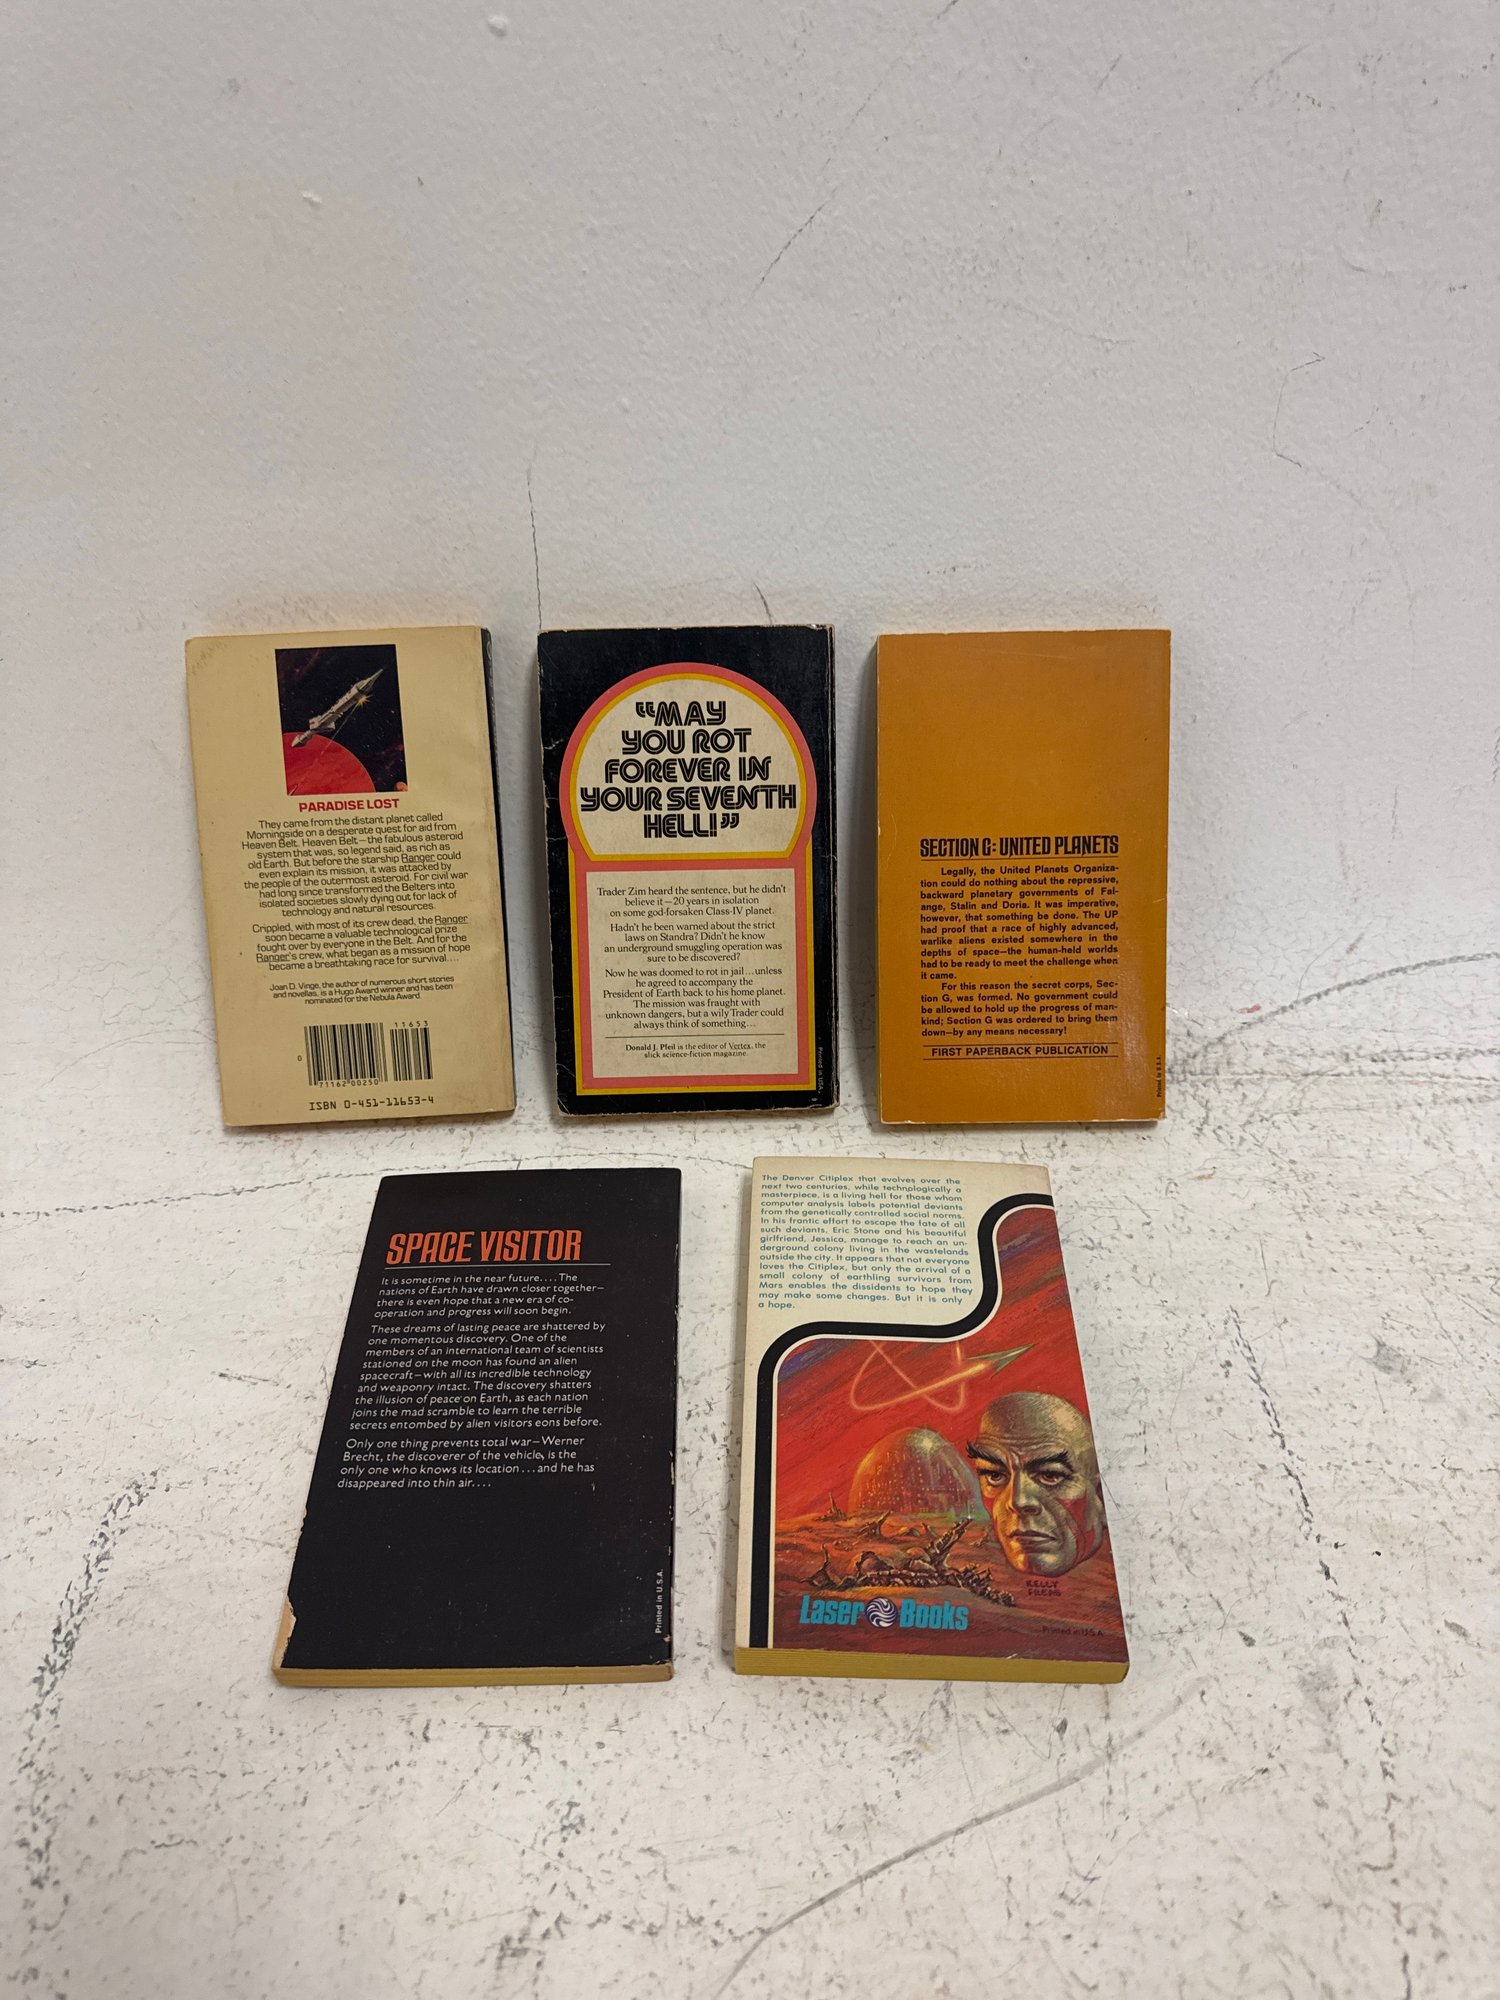 PARADISE LOST
They came from the distant planet called
Morningside on a desperate quest for aid from
Heaven Belt. Heaven Belt—the fabulous asteroid
system that was, so legend said, as rich as
old Earth. But before the starship Ranger could
even explain its mission, it was attacked by
the people of the outermost asteroid. For civil war
had long since transformed the Belters into
isolated societies slowly dying out for lack of
technology and natural resources.
Crippled, with most of its crew dead, the Ranger
soon became a valuable technological prize
fought over by everyone in the Belt. And for the
Ranger's crew, what began as a mission of hope
became a breathtaking race for survival....
Joan D. Vinge, the author of numerous short stories
and novellas, is a Hugo Award winner and has been
nominated for the Nebula Award.
11653
0
71162 00250
ISBN 0-451-11653-4
“MAY
YOU ROT
FOREVER IN
YOUR SEVENTH
HELL!”
Trader Zim heard the sentence, but he didn't
believe it—20 years in isolation
on some god-forsaken Class-IV planet.
Hadn't he been warned about the strict
laws on Standra? Didn't he know
an underground smuggling operation was
sure to be discovered?
Now he was doomed to rot in jail...unless
he agreed to accompany the
President of Earth back to his home planet.
The mission was fraught with
unknown dangers, but a wily Trader could
always think of something...
Donald J. Pfeil is the editor of Vertex, the
slick science-fiction magazine.
Printed in USA.
SECTION G: UNITED PLANETS
Legally, the United Planets Organiza-
tion could do nothing about the repressive,
backward planetary governments of Fal-
ange, Stalin and Doria. It was imperative,
however, that something be done. The UP
had proof that a race of highly advanced,
warlike aliens existed somewhere in the
depths of space—the human-held worlds
had to be ready to meet the challenge when
it came.
For this reason the secret corps, Sec-
tion G, was formed. No government could
be allowed to hold up the progress of man-
kind; Section G was ordered to bring them
down—by any means necessary!
FIRST PAPERBACK PUBLICATION
Printed in U.S.A.
SPACE VISITOR
It is sometime in the near future.... The
nations of Earth have drawn closer together—
there is even hope that a new era of co-
operation and progress will soon begin.
These dreams of lasting peace are shattered by
one momentous discovery. One of the
members of an international team of scientists
stationed on the moon has found an alien
spacecraft—with all its incredible technology
and weaponry intact. The discovery shatters
the illusion of peace on Earth, as each nation
joins the mad scramble to learn the terrible
secrets entombed by alien visitors eons before.
Only one thing prevents total war—Werner
Brecht, the discoverer of the vehicle, is the
only one who knows its location...and he has
disappeared into thin air....
Printed in U.S.A.
The Denver Citiplex that evolves over the
next two centuries, while technologically a
masterpiece, is a living hell for those whom
computer analysis labels potential deviants
from the genetically controlled social norms.
In his frantic effort to escape the fate of all
such deviants, Eric Stone and his beautiful
girlfriend, Jessica, manage to reach an un-
derground colony living in the wastelands
outside the city. It appears that not everyone
loves the Citiplex, but only the arrival of a
small colony of earthling survivors from
Mars enables the dissidents to hope they
may make some changes. But it is only
a hope.
KELLY
FREAS
Laser Books
Printed in U.S.A.